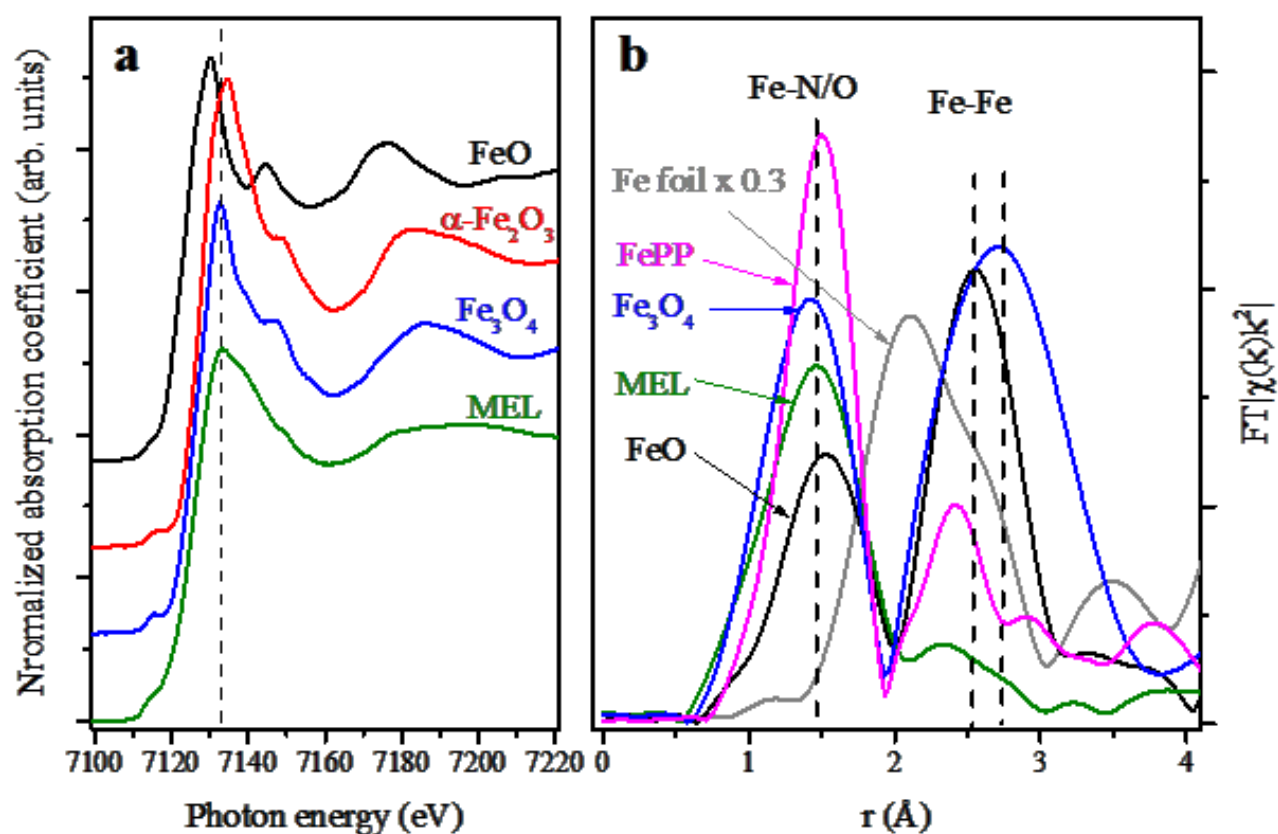 a
FeO
α-Fe₂O₃
Fe₃O₄
MEL
Nromalized absorption coefficient (arb. units)
7100 7120 7140 7160 7180 7200 7220
Photon energy (eV)
b
Fe-N/O
Fe-Fe
Fe foil x 0.3
FePP
Fe₃O₄
MEL
FeO
0 1 2 3 4
r (Å)
FT|χ(k)k²|